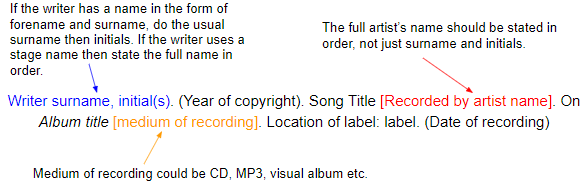 If the writer has a name in the form of
forename and surname, do the usual
surname then initials. If the writer uses a
stage name then state the full name in
order.
The full artist's name should be stated in
order, not just surname and initials.
Writer surname, initial(s). (Year of copyright). Song Title [Recorded by artist name]. On
Album title [medium of recording]. Location of label: label. (Date of recording)
Medium of recording could be CD, MP3, visual album etc.